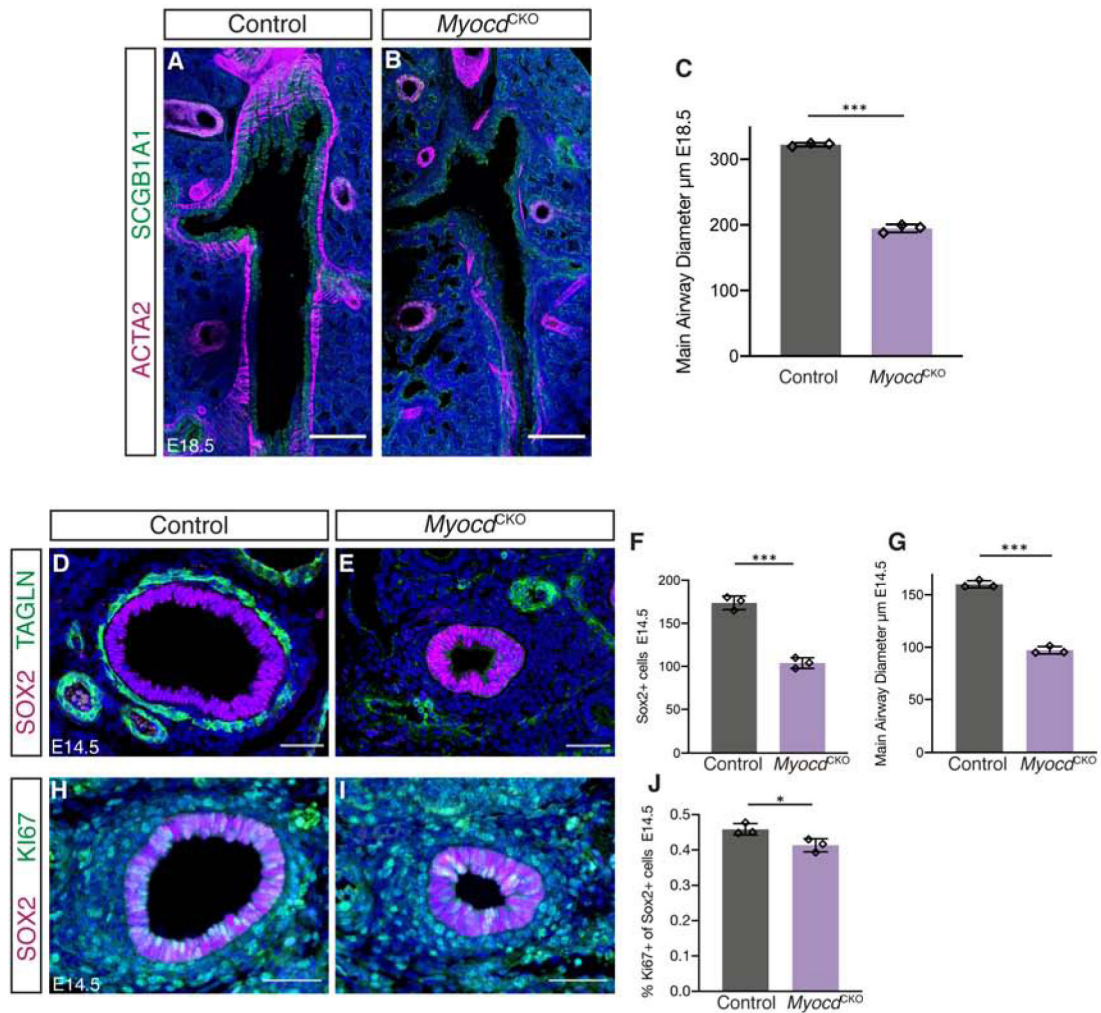 Control
Myocd^CKO
ACTA2 SCGB1A1
A
B
E18.5
C
***
Main Airway Diameter µm E18.5
300
200
100
0
Control
Myocd^CKO
Control
Myocd^CKO
SOX2 TAGLN
D
E
E14.5
F
***
Sox2+ cells E14.5
200
150
100
50
0
Control
Myocd^CKO
G
***
Main Airway Diameter µm E14.5
150
100
50
0
Control
Myocd^CKO
SOX2 KI67
H
I
E14.5
J
*
% Ki67+ of Sox2+ cells E14.5
0.5
0.4
0.3
0.2
0.1
0.0
Control
Myocd^CKO